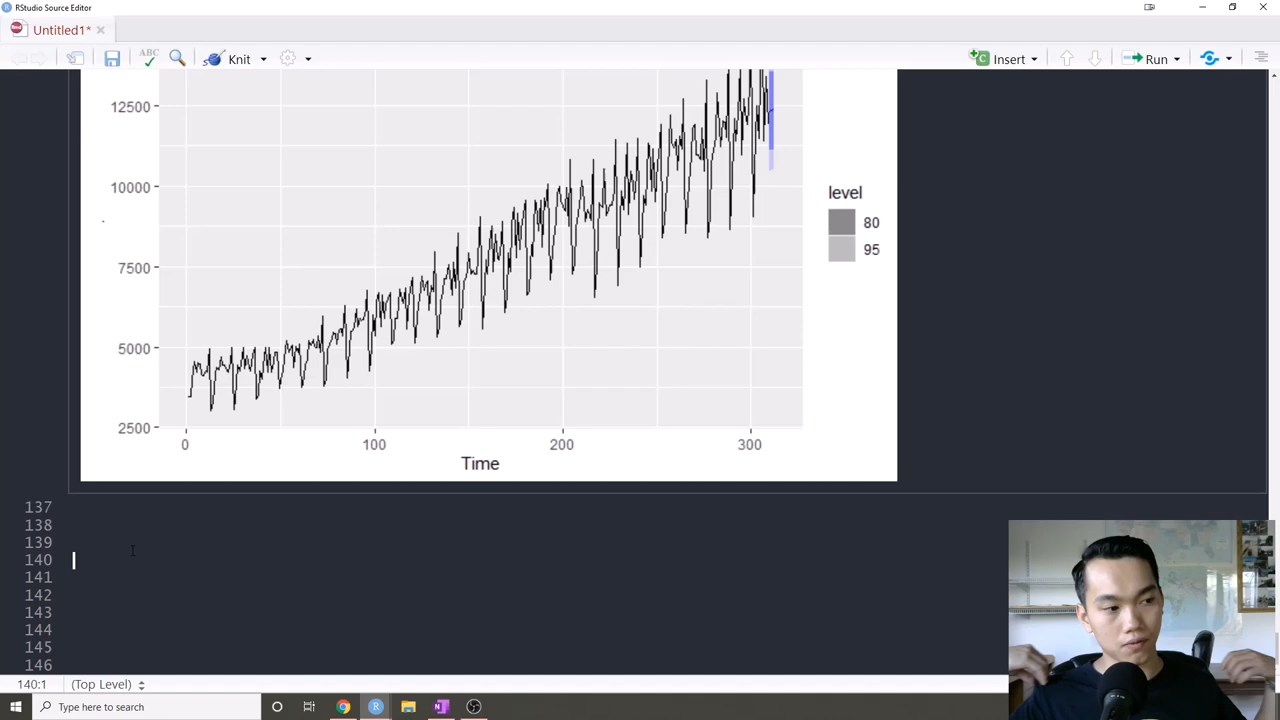 RStudio Source Editor
Untitled1*
ABC
Knit
Insert
Run
12500
10000
7500
5000
2500
0
100
200
300
Time
level
80
95
137
138
139
140
141
142
143
144
145
146
140:1
(Top Level)
Type here to search